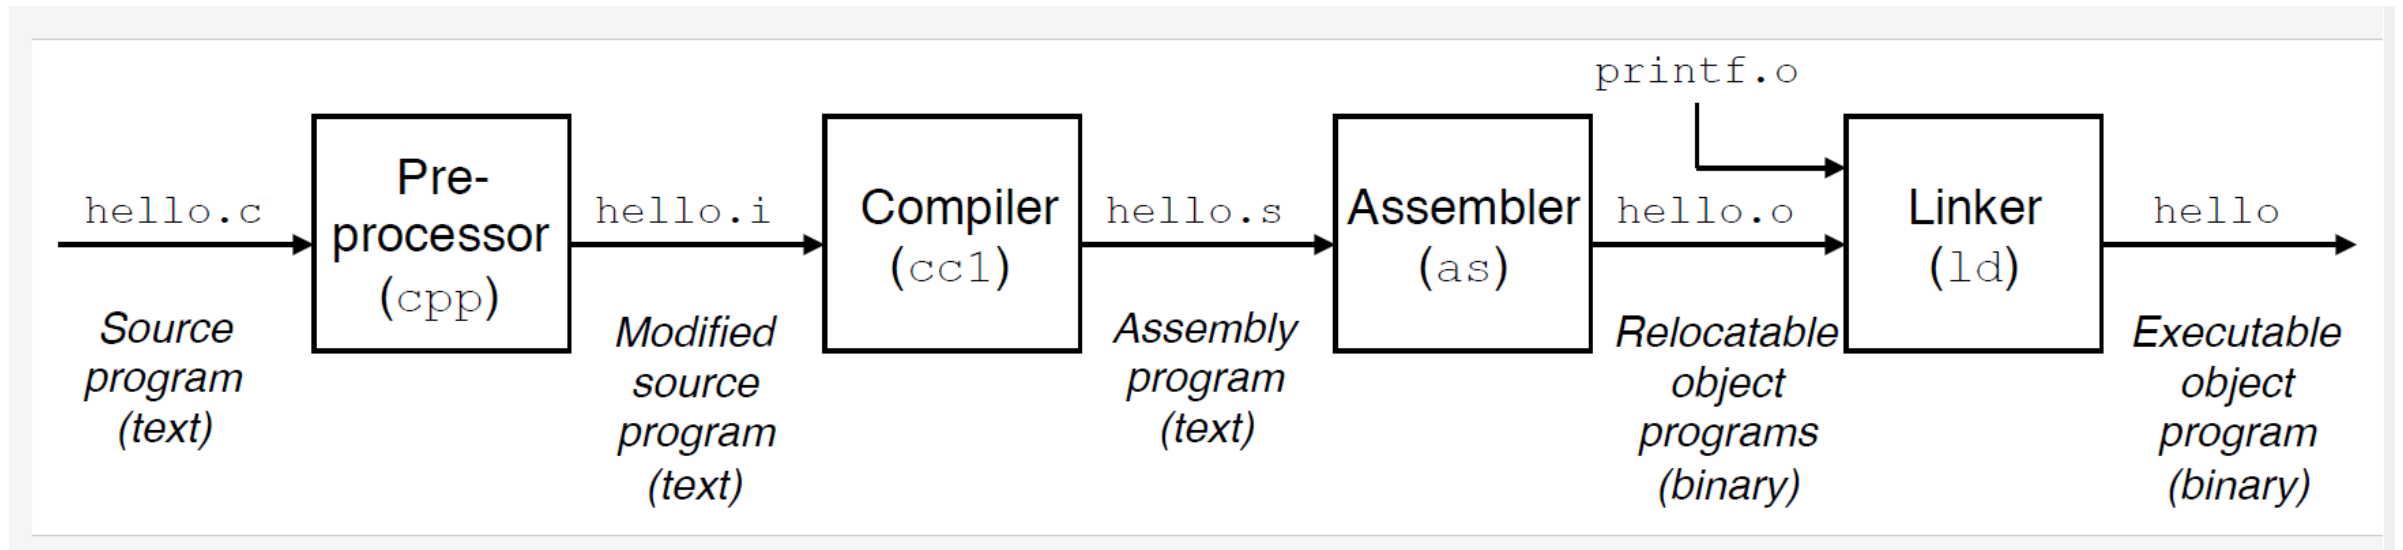 printf.o
hello.c
Pre-
processor
(cpp)
hello.i
Compiler
(cc1)
hello.s
Assembler
(as)
hello.o
Linker
(ld)
hello
Source
program
(text)
Modified
source
program
(text)
Assembly
program
(text)
Relocatable
object
programs
(binary)
Executable
object
program
(binary)